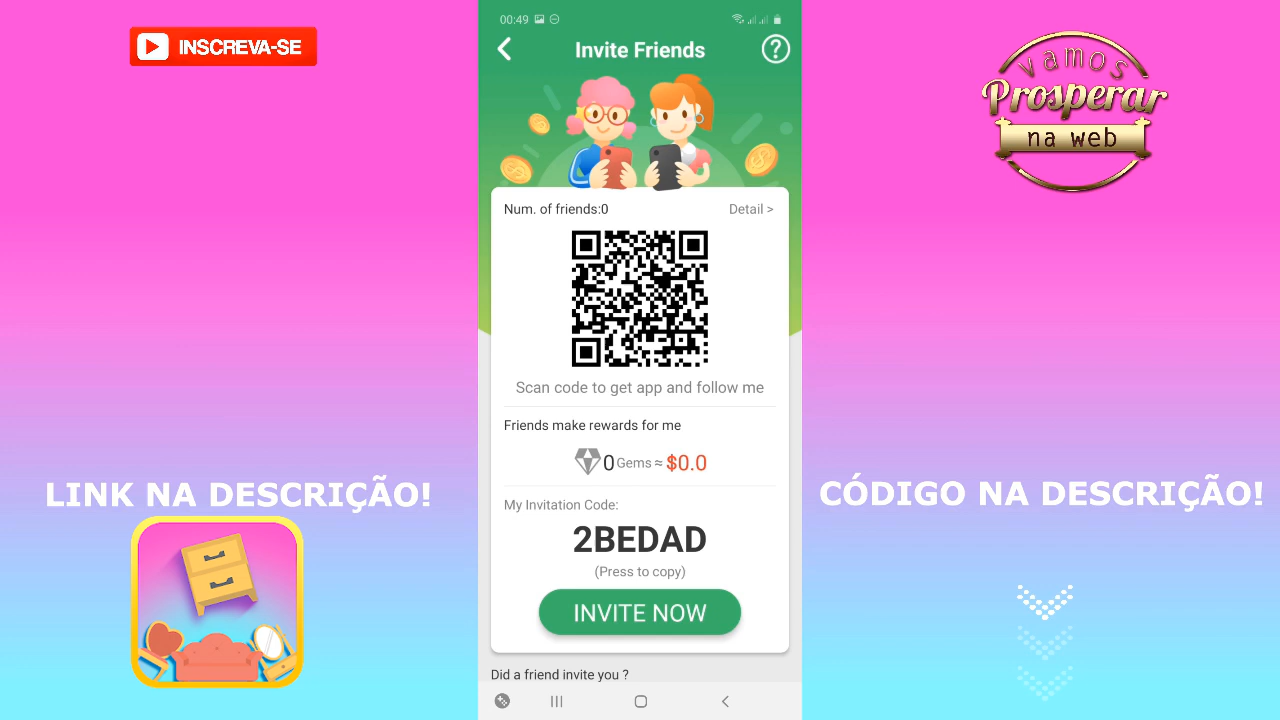 INSCREVA-SE
00:49
Invite Friends
?
vamos
Prosperar
na web
Num. of friends:0
Detail >
Scan code to get app and follow me
Friends make rewards for me
0 Gems ≈ $0.0
My Invitation Code:
2BEDAD
(Press to copy)
INVITE NOW
Did a friend invite you ?
LINK NA DESCRIÇÃO!
CÓDIGO NA DESCRIÇÃO!